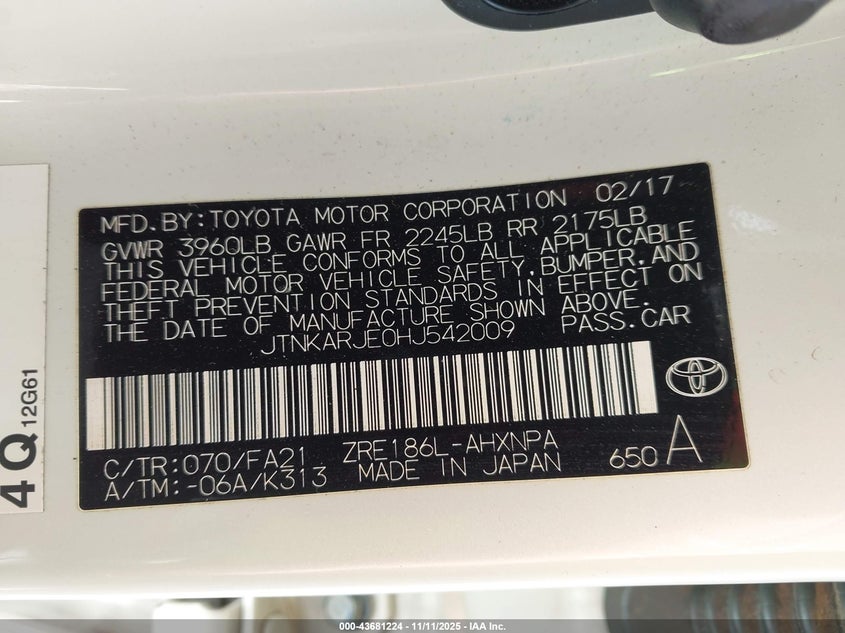 MFD.BY:TOYOTA MOTOR CORPORATION 02/17
GVWR 3960LB GAWR FR 2245LB RR 2175LB
THIS VEHICLE CONFORMS TO ALL APPLICABLE
FEDERAL MOTOR VEHICLE SAFETY,BUMPER,AND
THEFT PREVENTION STANDARDS IN EFFECT ON
THE DATE OF MANUFACTURE SHOWN ABOVE.
JTNKARJE0HJ542009 PASS.CAR
C/TR:070/FA21 ZRE186L-AHXNPA
A/TM:-06A/K313 MADE IN JAPAN 650 A
4Q 12G61
000-43681224 - 11/11/2025 - IAA Inc.